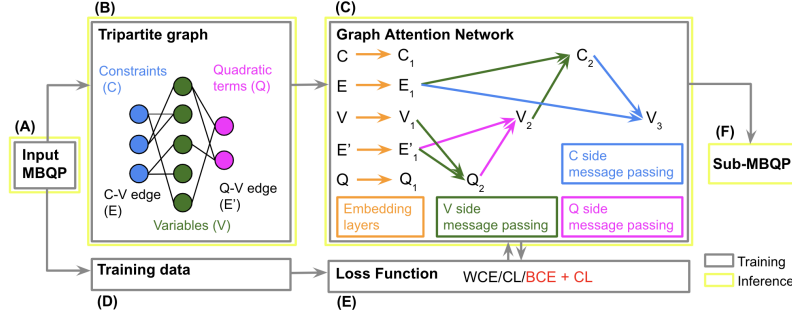 (B)
(C)
Tripartite graph
Graph Attention Network
Constraints
(C)
Quadratic
terms (Q)
C → C1
E → E1
V → V1
E' → E'1
Q → Q1
C2
V2
V3
Q2
(A)
Input
MBQP
C-V edge
(E)
Q-V edge
(E')
Variables (V)
C side
message passing
Embedding
layers
V side
message passing
Q side
message passing
(F)
Sub-MBQP
Training data
(D)
Loss Function WCE/CL/BCE + CL
(E)
Training
Inference